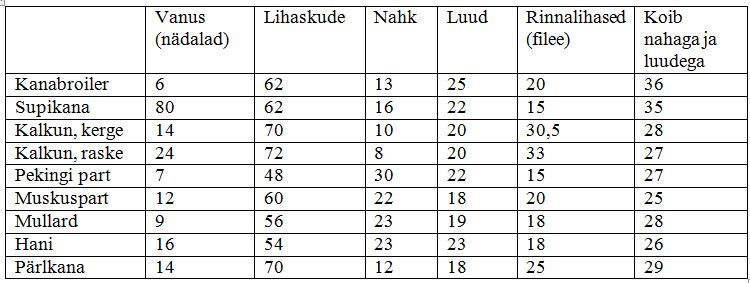 Vanus (nädalad) Lihaskude Nahk Luud Rinnalihased (filee) Koib nahaga ja luudega
Kanabroiler 6 62 13 25 20 36
Supikana 80 62 16 22 15 35
Kalkun, kerge 14 70 10 20 30,5 28
Kalkun, raske 24 72 8 20 33 27
Pekingi part 7 48 30 22 15 27
Muskuspart 12 60 22 18 20 25
Mullard 9 56 23 19 18 28
Hani 16 54 23 23 18 26
Pärlkana 14 70 12 18 25 29